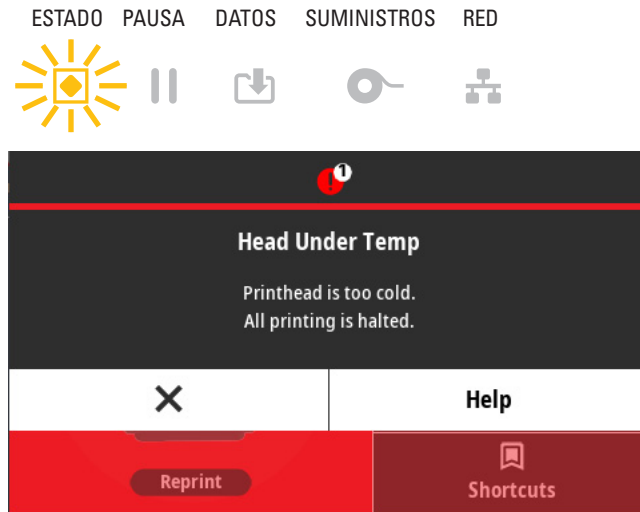 ESTADO PAUSA DATOS SUMINISTROS RED
!1
Head Under Temp
Printhead is too cold.
All printing is halted.
Help
Reprint
Shortcuts